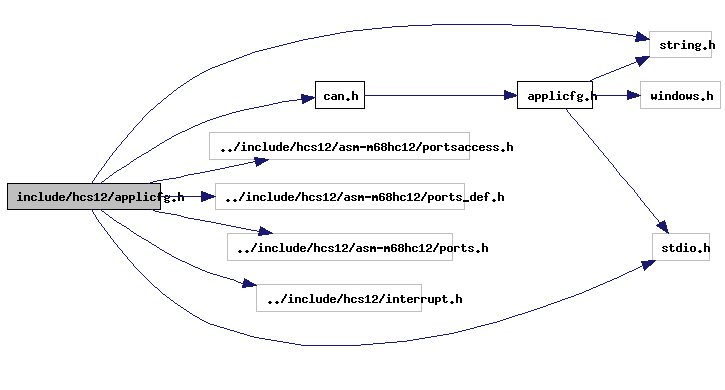 string.h
can.h
applicfg.h
windows.h
../include/hcs12/asm-m68hc12/portsaccess.h
include/hcs12/applicfg.h
../include/hcs12/asm-m68hc12/ports_def.h
../include/hcs12/asm-m68hc12/ports.h
stdio.h
../include/hcs12/interrupt.h